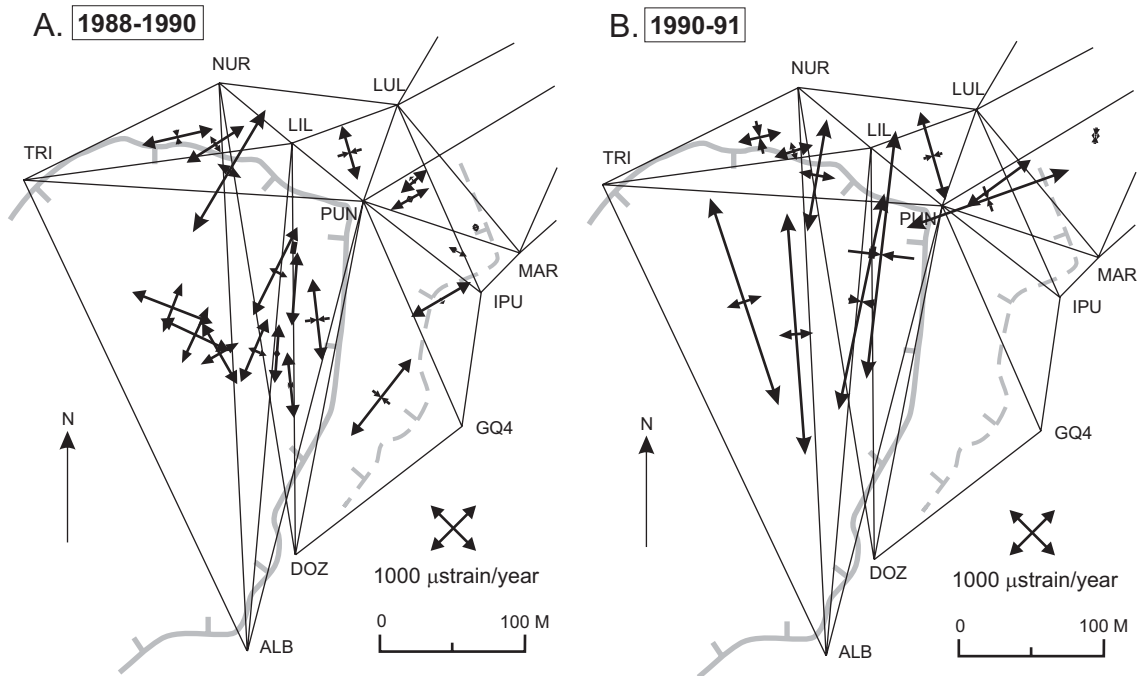 A. 1988-1990
NUR
LUL
LIL
TRI
PUN
MAR
IPU
N
GQ4
DOZ
1000 µstrain/year
0 100 M
ALB
B. 1990-91
NUR
LUL
LIL
TRI
PUN
MAR
IPU
N
GQ4
DOZ
1000 µstrain/year
0 100 M
ALB